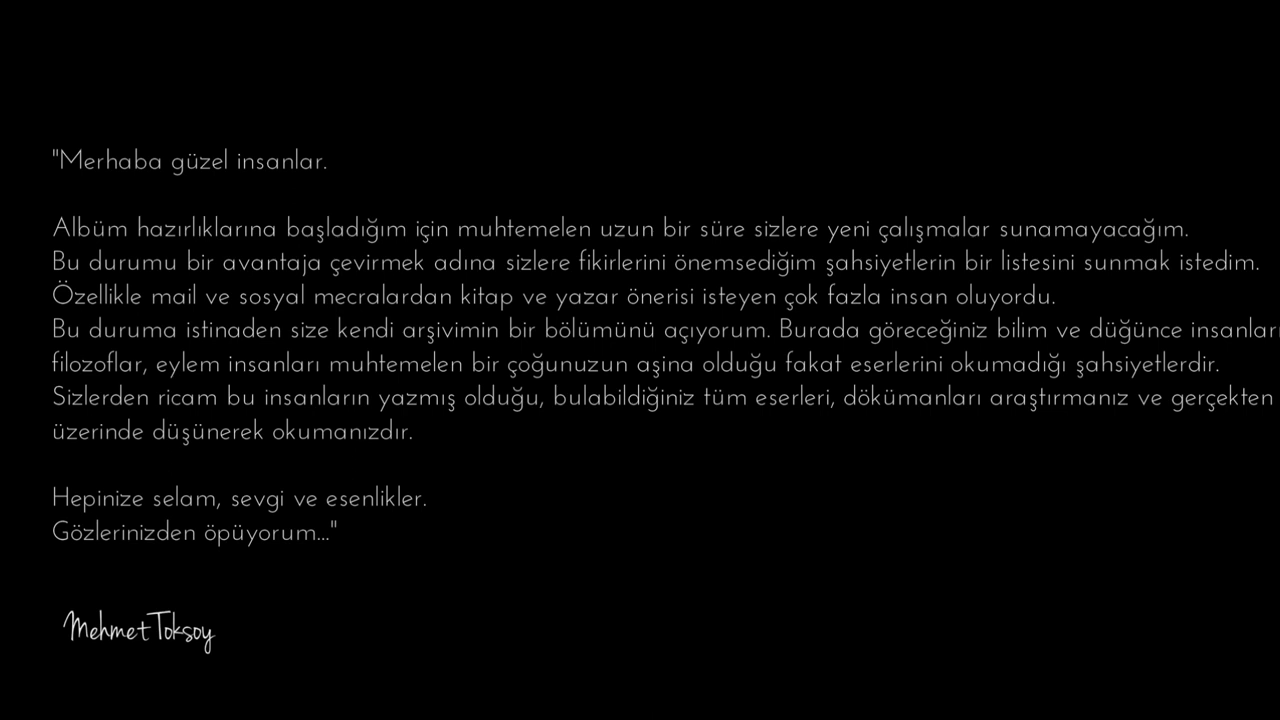 "Merhaba güzel insanlar.
Albüm hazırlıklarına başladığım için muhtemelen uzun bir süre sizlere yeni çalışmalar sunamayacağım.
Bu durumu bir avantaja çevirmek adına sizlere fikirlerini önemsediğim şahsiyetlerin bir listesini sunmak istedim.
Özellikle mail ve sosyal mecralardan kitap ve yazar önerisi isteyen çok fazla insan oluyordu.
Bu duruma istinaden size kendi arşivimin bir bölümünü açıyorum. Burada göreceğiniz bilim ve düğünce insanlar
filozoflar, eylem insanları muhtemelen bir çoğunuzun aşina olduğu fakat eserlerini okumadığı şahsiyetlerdir.
Sizlerden ricam bu insanların yazmış olduğu, bulabildiğiniz tüm eserleri, dökümanları araştırmanız ve gerçekten
üzerinde düşünerek okumanızdır.
Hepinize selam, sevgi ve esenlikler.
Gözlerinizden öpüyorum..."
Mehmet Toksoy